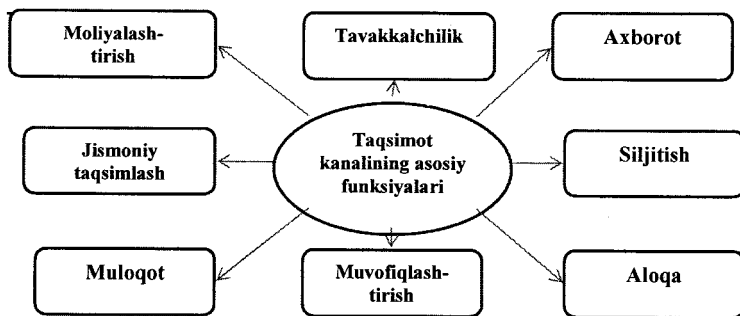 Moliyalash-
tirish
Tavakkalchilik
Axborot
Jismoniy
taqsimlash
Taqsimot
kanalining asosiy
funksiyalari
Siljitish
Muloqot
Muvofiqlash-
tirish
Aloqa